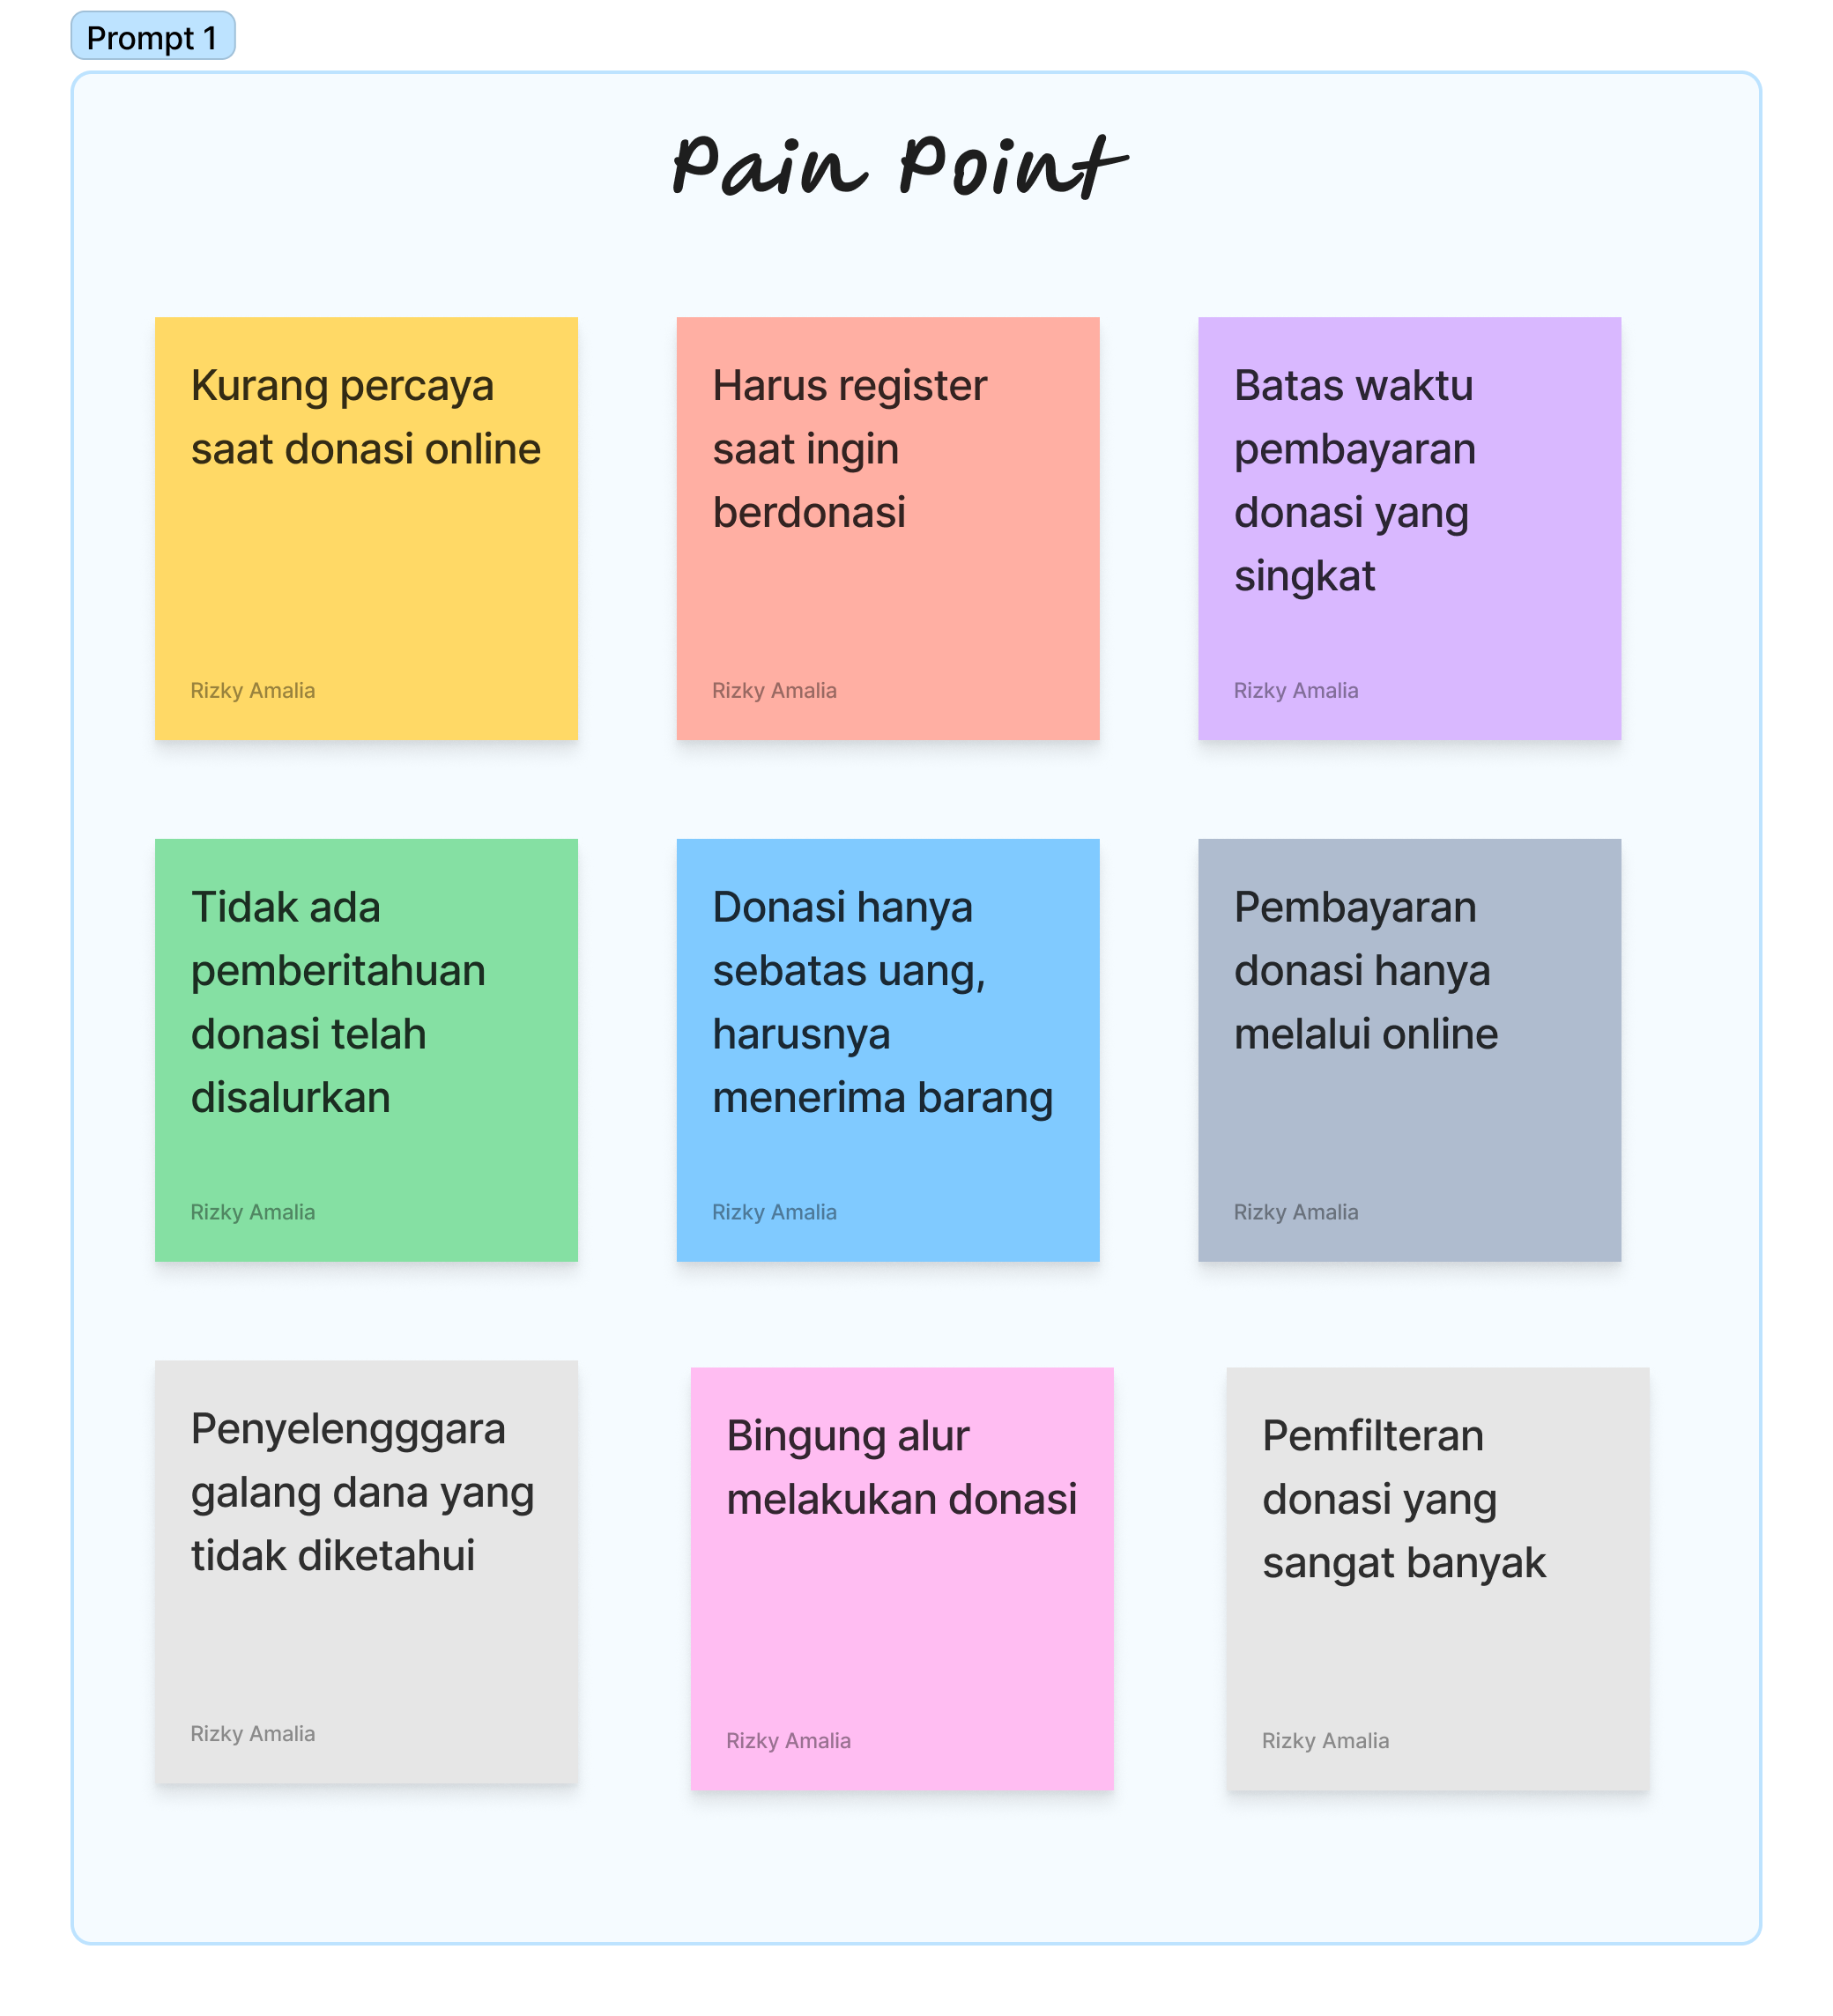 Prompt 1
Pain Point
Kurang percaya
saat donasi online
Rizky Amalia
Harus register
saat ingin
berdonasi
Rizky Amalia
Batas waktu
pembayaran
donasi yang
singkat
Rizky Amalia
Tidak ada
pemberitahuan
donasi telah
disalurkan
Rizky Amalia
Donasi hanya
sebatas uang,
harusnya
menerima barang
Rizky Amalia
Pembayaran
donasi hanya
melalui online
Rizky Amalia
Penyelengggara
galang dana yang
tidak diketahui
Rizky Amalia
Bingung alur
melakukan donasi
Rizky Amalia
Pemfilteran
donasi yang
sangat banyak
Rizky Amalia